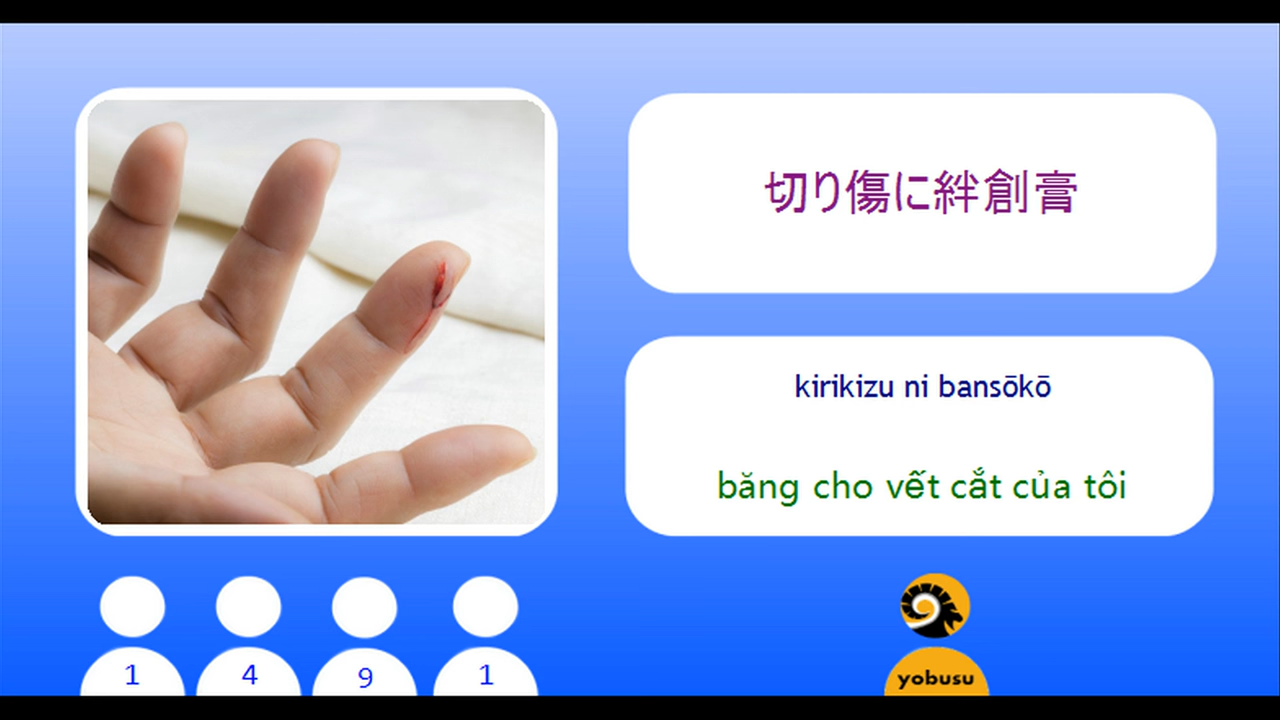 切り傷に絆創膏
kirikizu ni bansōkō
băng cho vết cắt của tôi
1 4 9 1
yobusu